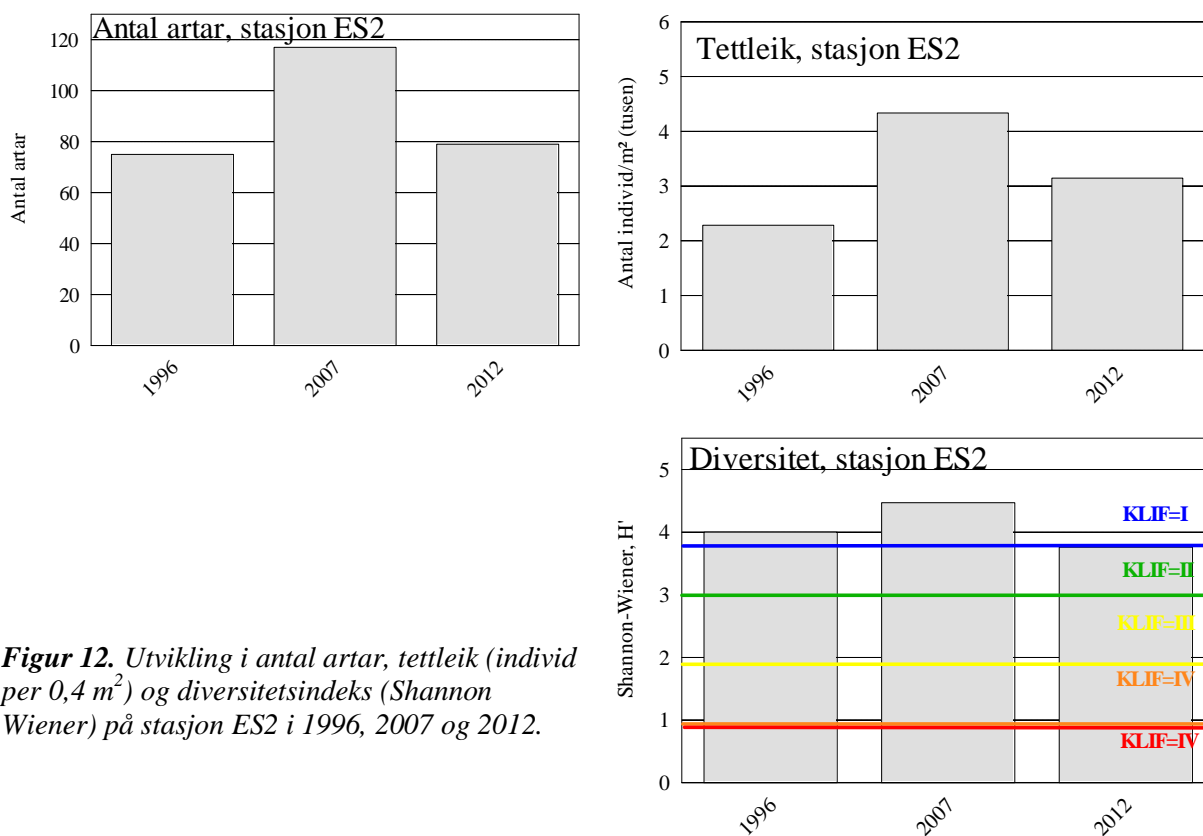 Antal artar, stasjon ES2
Antal artar
120
100
80
60
40
20
0
1996
2007
2012
Tettleik, stasjon ES2
Antal individ/m² (tusen)
6
5
4
3
2
1
0
1996
2007
2012
Diversitet, stasjon ES2
Shannon-Wiener, H'
5
4
3
2
1
0
KLIF=I
KLIF=II
KLIF=III
KLIF=IV
KLIF=IV
1996
2007
2012
Figur 12. Utvikling i antal artar, tettleik (individ
per 0,4 m²) og diversitetsindeks (Shannon
Wiener) på stasjon ES2 i 1996, 2007 og 2012.